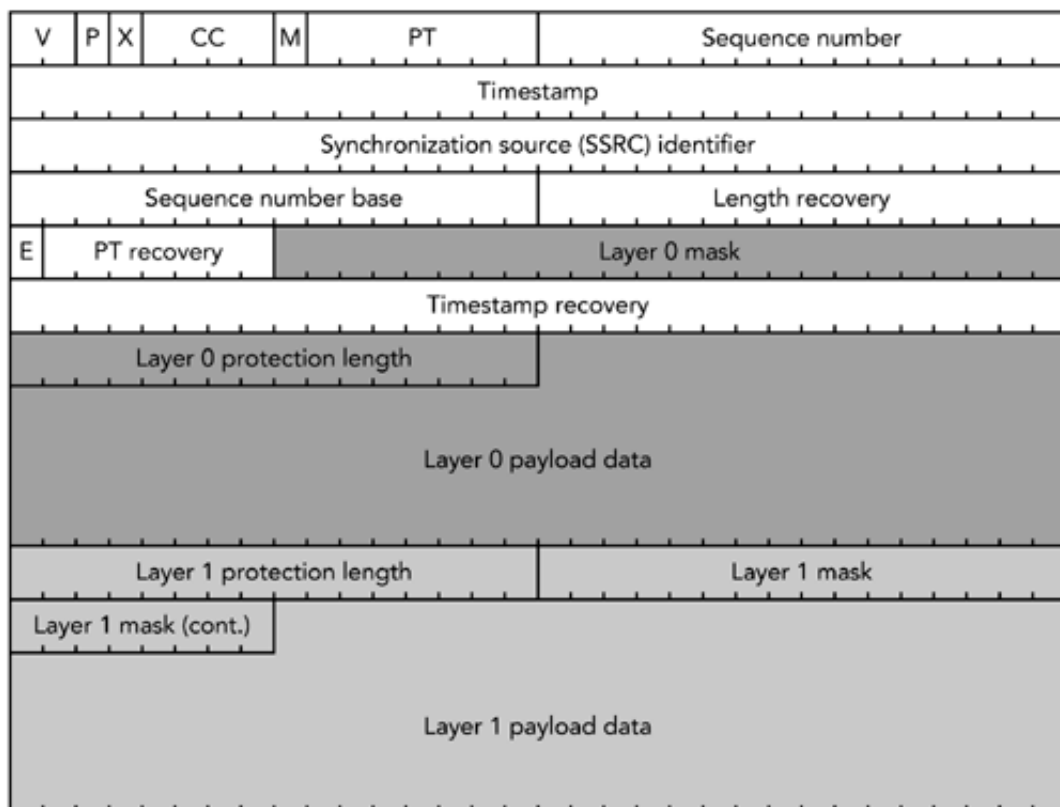 V P X CC M PT Sequence number
Timestamp
Synchronization source (SSRC) identifier
Sequence number base Length recovery
E PT recovery Layer 0 mask
Timestamp recovery
Layer 0 protection length
Layer 0 payload data
Layer 1 protection length Layer 1 mask
Layer 1 mask (cont.)
Layer 1 payload data